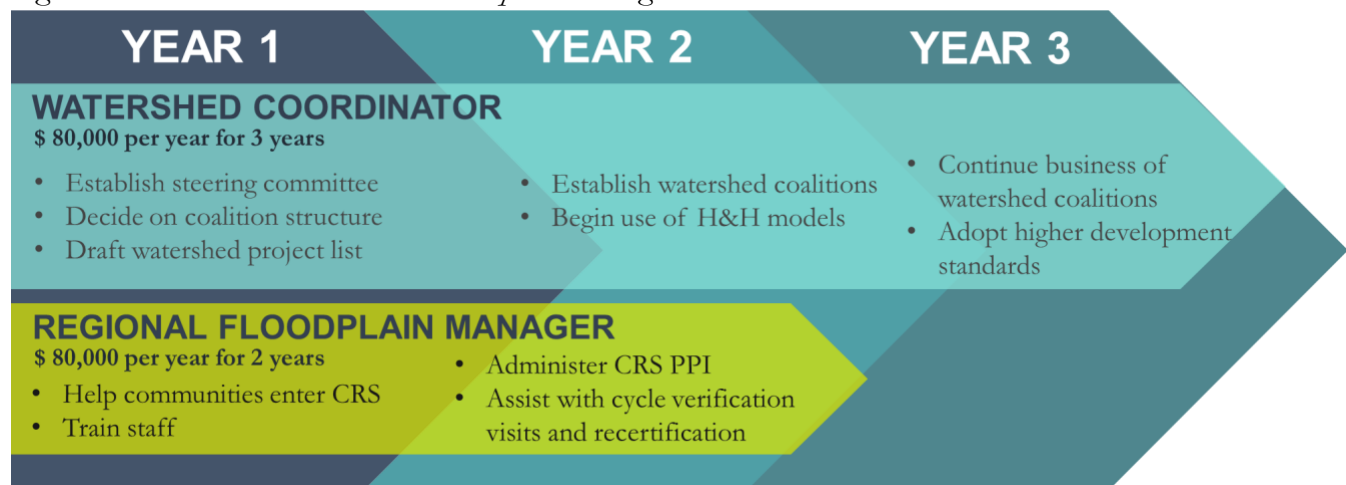 YEAR 1
YEAR 2
YEAR 3
WATERSHED COORDINATOR
$ 80,000 per year for 3 years
• Establish steering committee
• Decide on coalition structure
• Draft watershed project list
• Establish watershed coalitions
• Begin use of H&H models
• Continue business of
watershed coalitions
• Adopt higher development
standards
REGIONAL FLOODPLAIN MANAGER
$ 80,000 per year for 2 years
• Help communities enter CRS
• Train staff
• Administer CRS PPI
• Assist with cycle verification
visits and recertification